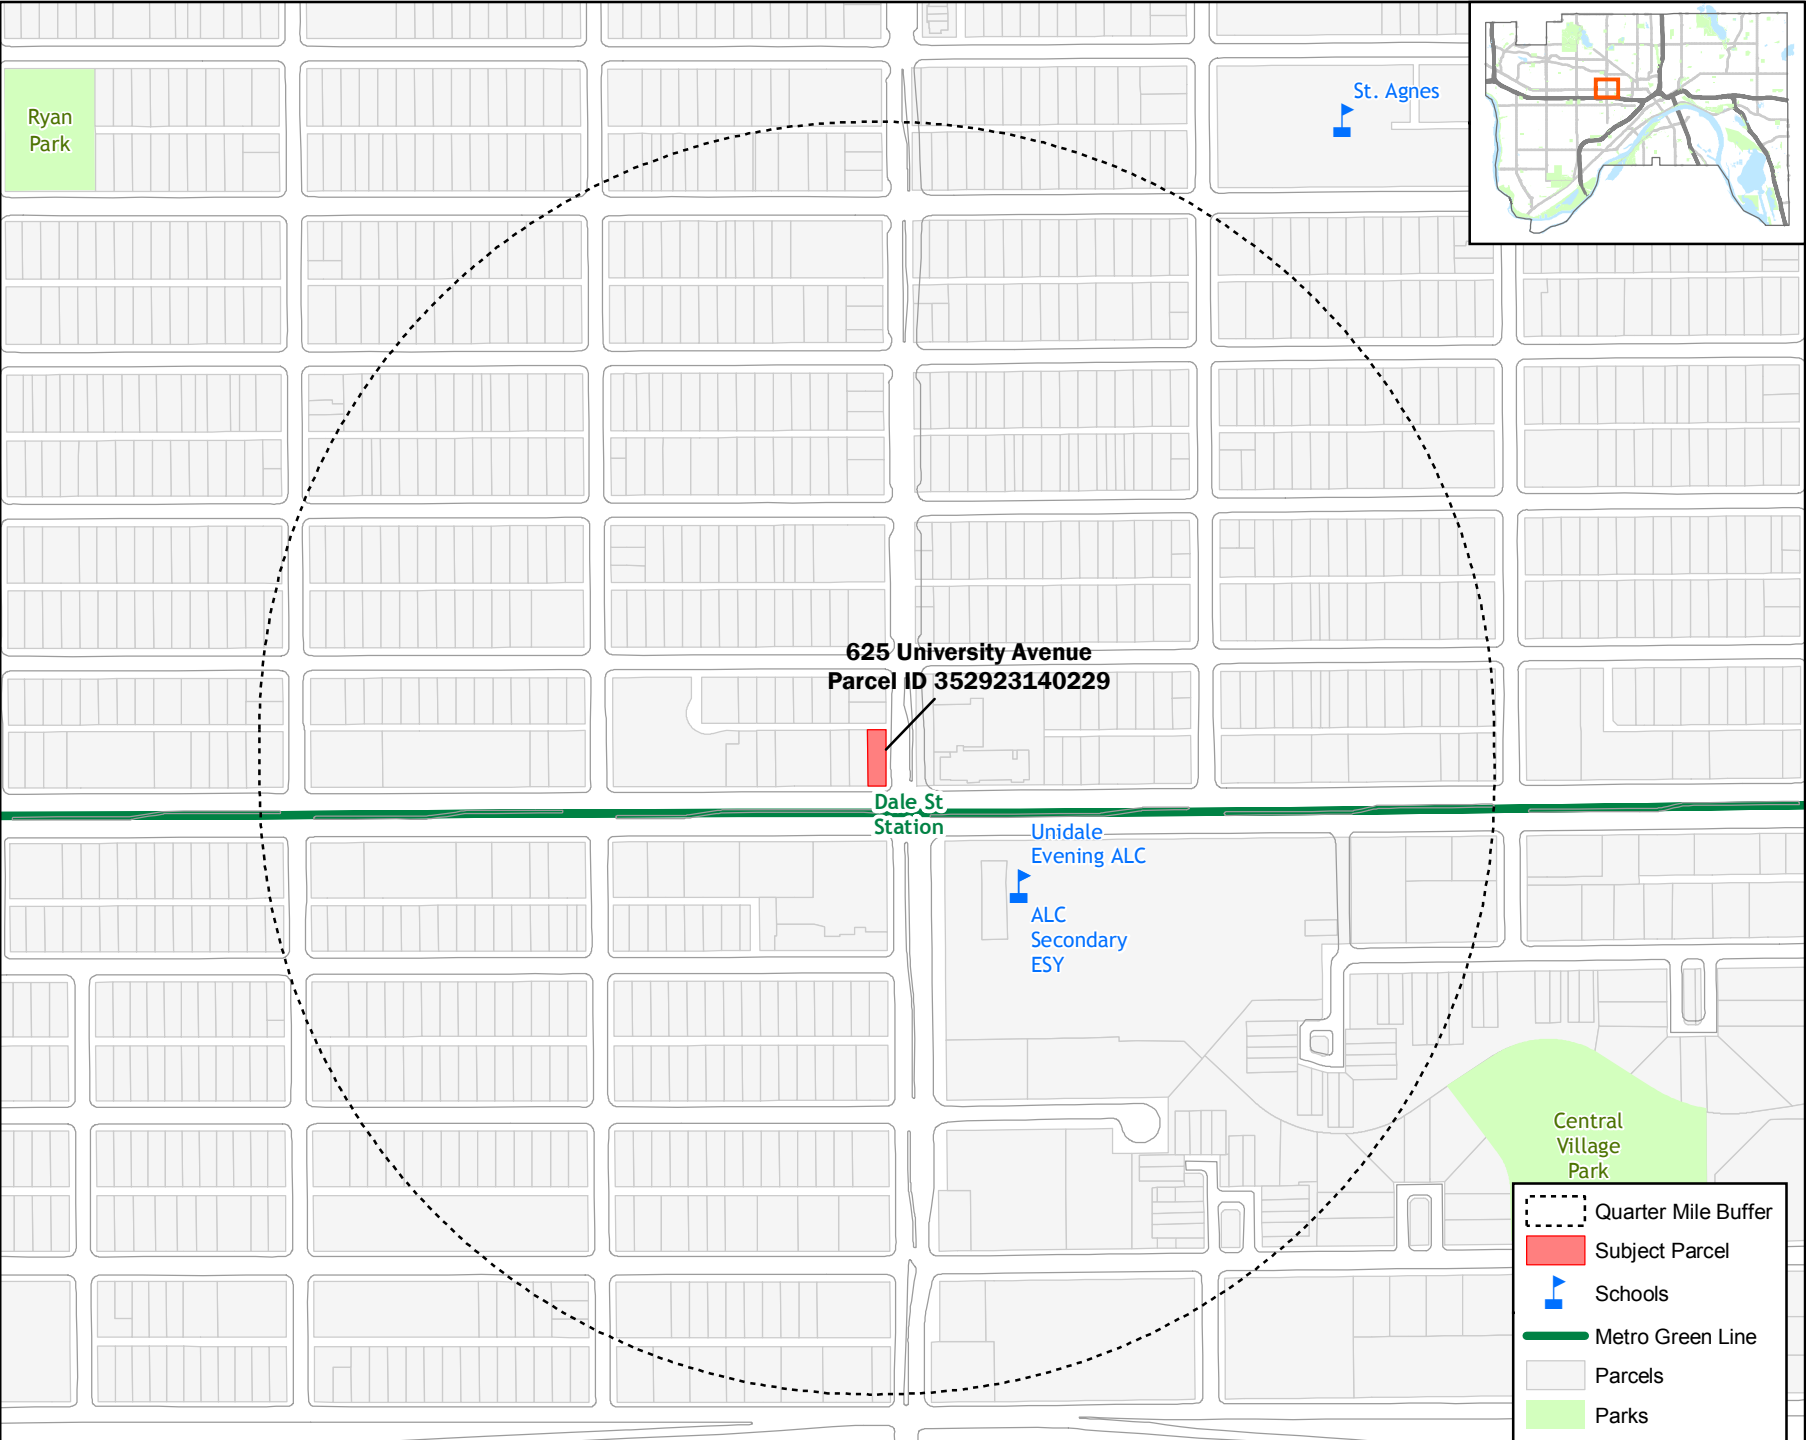 Ryan
Park
St. Agnes
625 University Avenue
Parcel ID 352923140229
Dale St
Station
Unidale
Evening ALC
ALC
Secondary
ESY
Central
Village
Park
Quarter Mile Buffer
Subject Parcel
Schools
Metro Green Line
Parcels
Parks